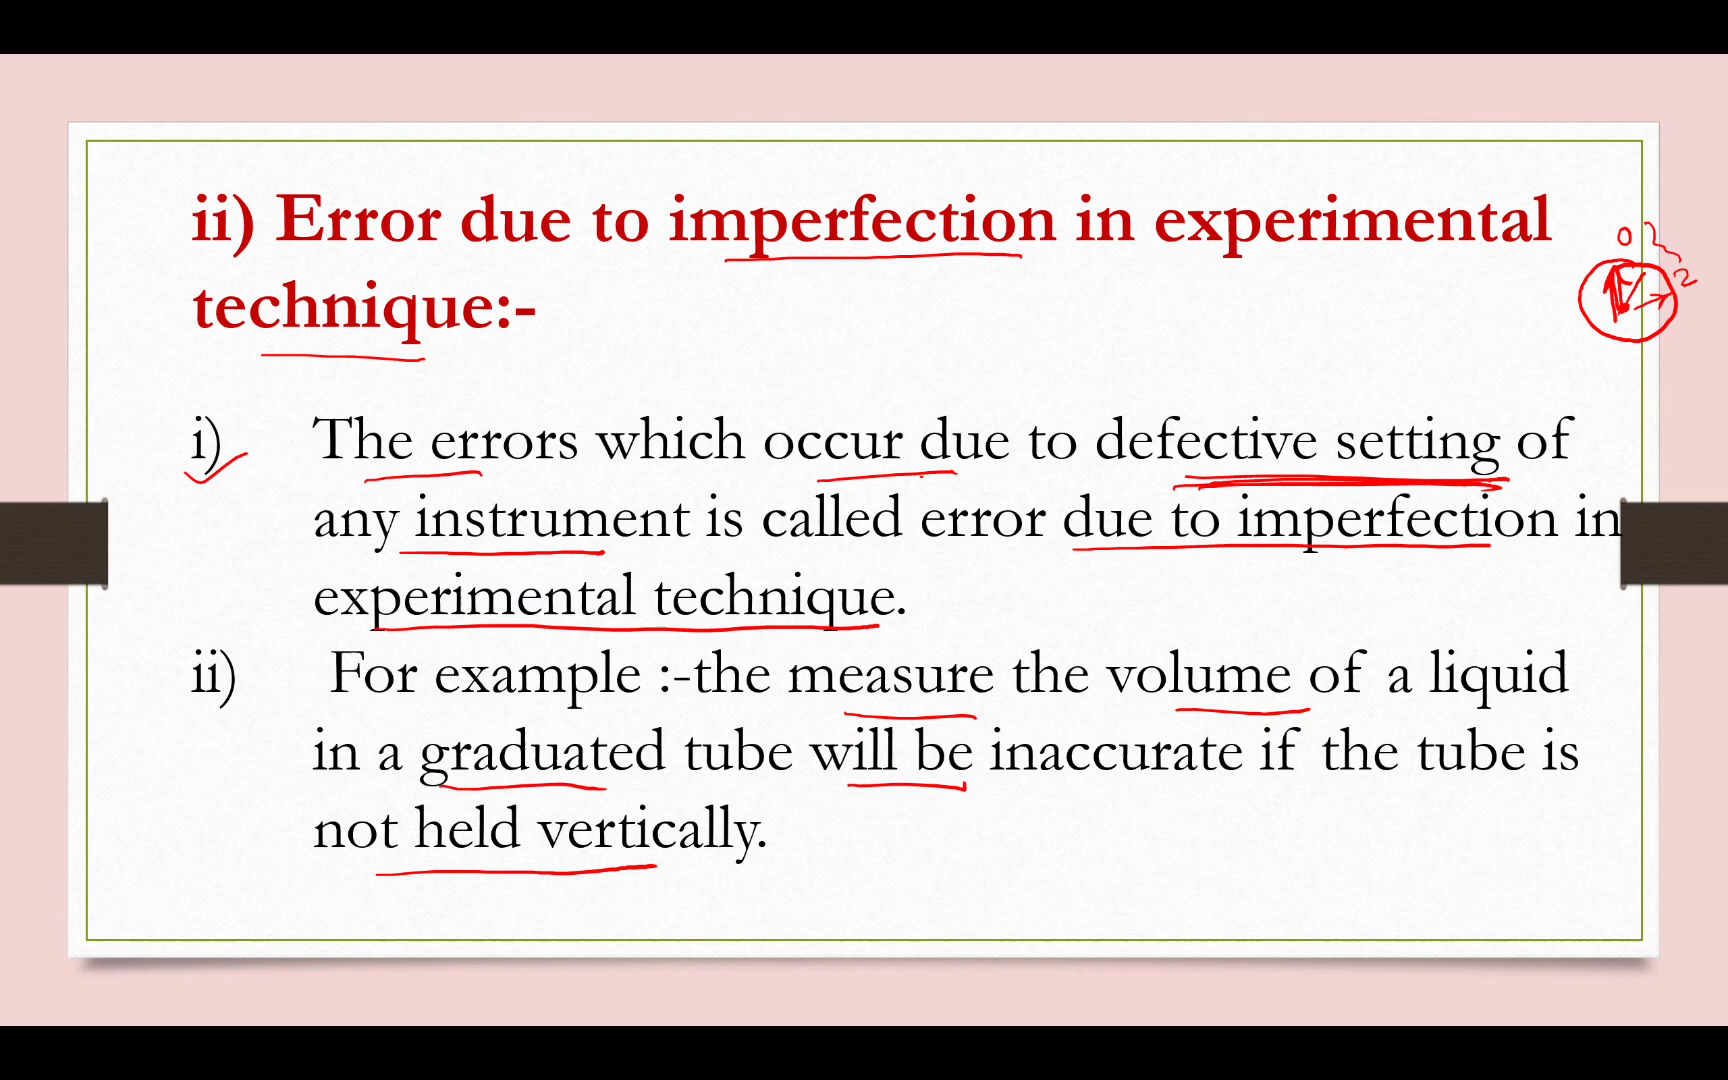 ii) Error due to imperfection in experimental
technique:-
0
2
i) The errors which occur due to defective setting of
any instrument is called error due to imperfection in
experimental technique.
ii) For example :-the measure the volume of a liquid
in a graduated tube will be inaccurate if the tube is
not held vertically.